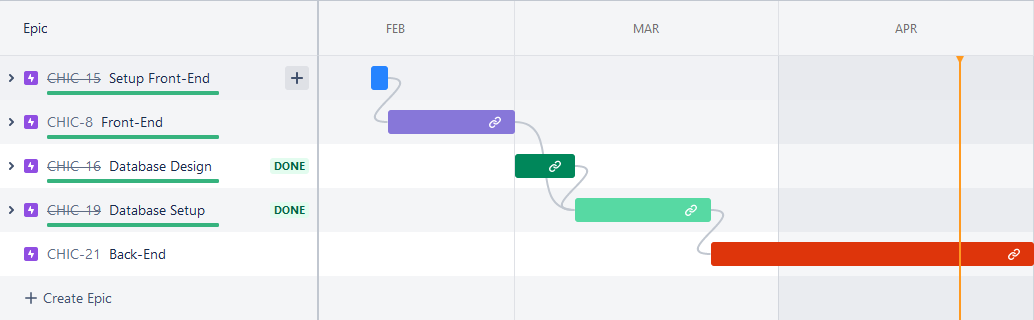 Epic FEB MAR APR
CHIC-15 Setup Front-End
CHIC-8 Front-End
CHIC-16 Database Design DONE
CHIC-19 Database Setup DONE
CHIC-21 Back-End
+ Create Epic